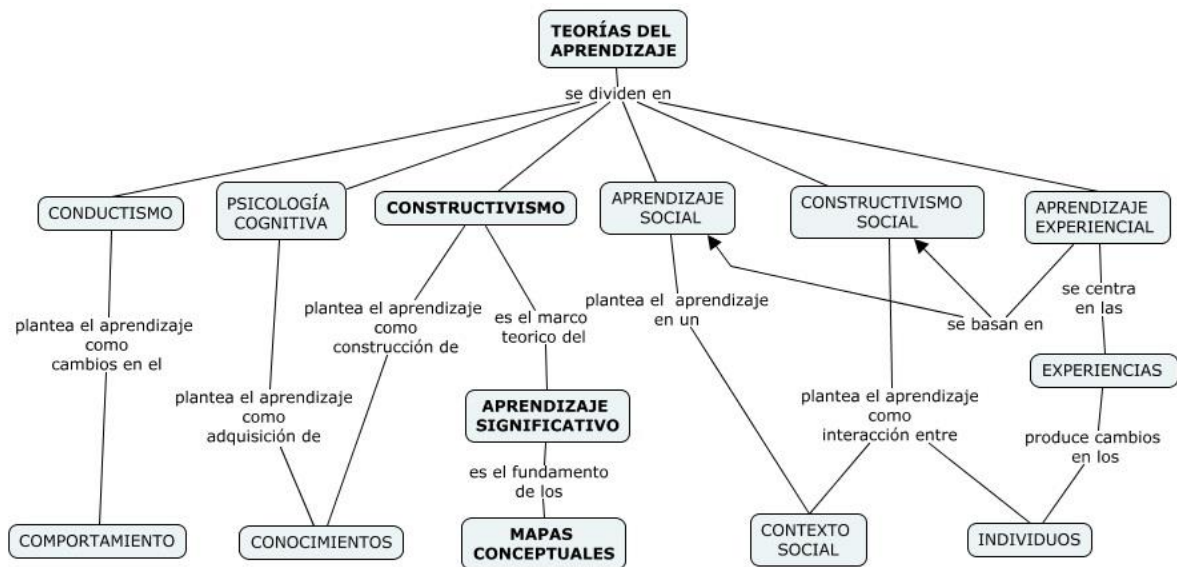 TEORÍAS DEL
APRENDIZAJE
se dividen en
CONDUCTISMO
PSICOLOGÍA
COGNITIVA
CONSTRUCTIVISMO
APRENDIZAJE
SOCIAL
CONSTRUCTIVISMO
SOCIAL
APRENDIZAJE
EXPERIENCIAL
plantea el aprendizaje
como
cambios en el
plantea el aprendizaje
como
construcción de
es el marco
teorico del
plantea el aprendizaje
en un
se basan en
se centra
en las
EXPERIENCIAS
plantea el aprendizaje
como
adquisición de
APRENDIZAJE
SIGNIFICATIVO
plantea el aprendizaje
como
interacción entre
produce cambios
en los
es el fundamento
de los
COMPORTAMIENTO
CONOCIMIENTOS
MAPAS
CONCEPTUALES
CONTEXTO
SOCIAL
INDIVIDUOS